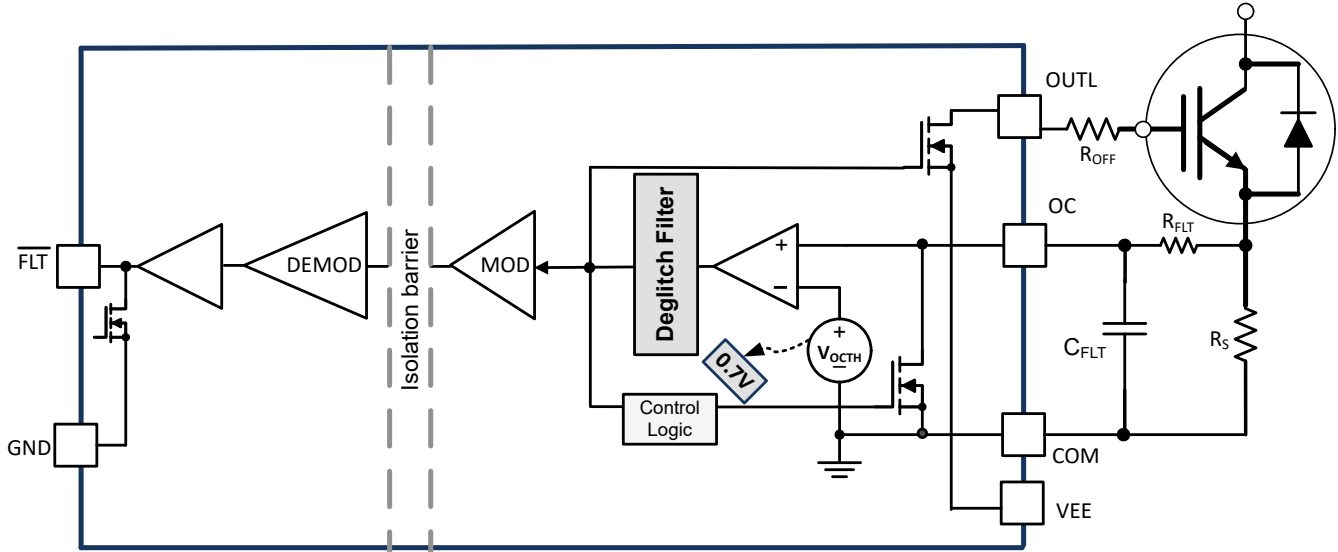 OUTL
R_OFF
OC
R_FLT
FLT
DEMOD
Isolation barrier
MOD
Deglitch Filter
+
−
+
V_OCTH
−
0.7V
C_FLT
R_S
Control
Logic
GND
COM
VEE